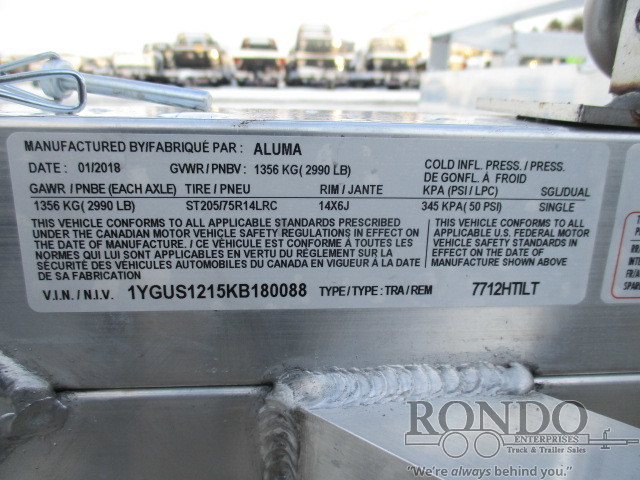 MANUFACTURED BY/FABRIQUÉ PAR : ALUMA
DATE : 01/2018 GVWR / PNBV : 1356 KG( 2990 LB)
COLD INFL. PRESS. / PRESS.
DE GONFL. À FROID
GAWR / PNBE (EACH AXLE) TIRE / PNEU RIM / JANTE KPA (PSI / LPC) SGL/DUAL
1356 KG( 2990 LB) ST205/75R14LRC 14X6J 345 KPA( 50 PSI) SINGLE
THIS VEHICLE CONFORMS TO ALL APPLICABLE STANDARDS PRESCRIBED
UNDER THE CANADIAN MOTOR VEHICLE SAFETY REGULATIONS IN EFFECT ON
THE DATE OF MANUFACTURE. / CE VÉHICULE EST CONFORME À TOUTES LES
NORMES QUI LUI SONT APPLICABLES EN VERTU DU RÈGLEMENT SUR LA
SÉCURITÉ DES VÉHICULES AUTOMOBILES DU CANADA EN VIGUEUR À LA DATE
DE SA FABRICATION
THIS VEHICLE CONFORMS TO ALL
APPLICABLE U.S. FEDERAL MOTOR
VEHICLE SAFETY STANDARDS IN
EFFECT ON THE DATE OF
MANUFACTURE SHOWN ABOVE
V.I.N. / N.I.V. 1YGUS1215KB180088 TYPE / TYPE : TRA / REM 7712HTILT
RONDO
ENTERPRISES
Truck & Trailer Sales
"We're always behind you."